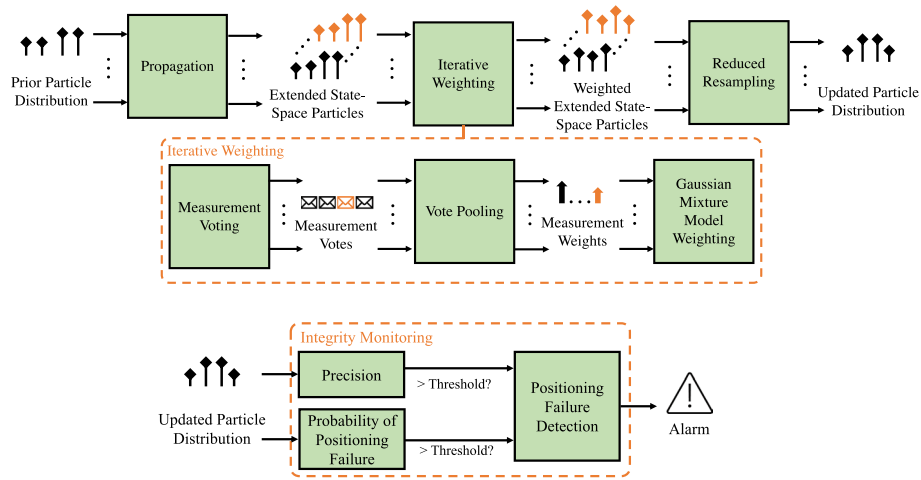 Prior Particle
Distribution
Propagation
Extended State-
Space Particles
Iterative
Weighting
Weighted
Extended State-
Space Particles
Reduced
Resampling
Updated Particle
Distribution
Iterative Weighting
Measurement
Voting
Measurement
Votes
Vote Pooling
Measurement
Weights
Gaussian
Mixture
Model
Weighting
Integrity Monitoring
Updated Particle
Distribution
Precision
> Threshold?
Probability of
Positioning
Failure
> Threshold?
Positioning
Failure
Detection
Alarm